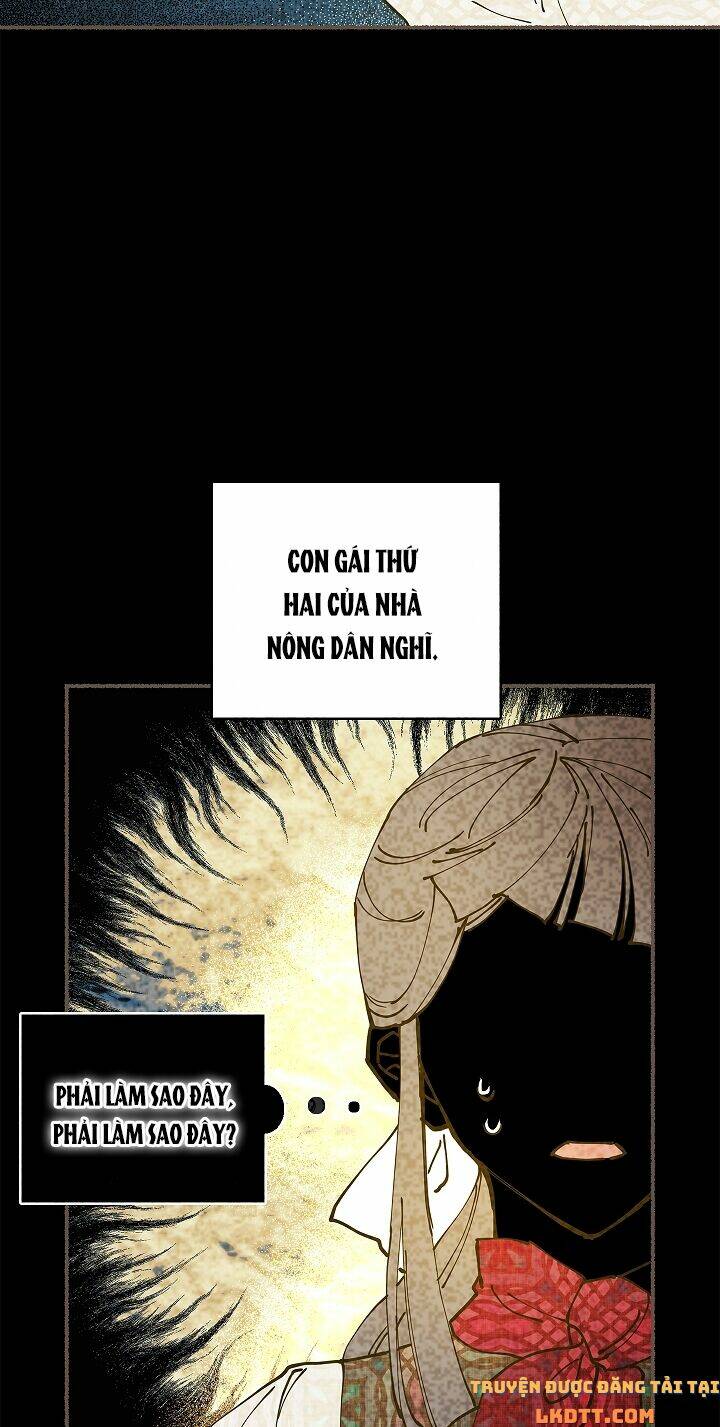 CON GÁI THỨ
HAI CỦA NHÀ
NÔNG DÂN NGHĨ.
PHẢI LÀM SAO ĐÂY,
PHẢI LÀM SAO ĐÂY?
TRUYỆN ĐƯỢC ĐĂNG TẢI TẠI
LKDTT.COM